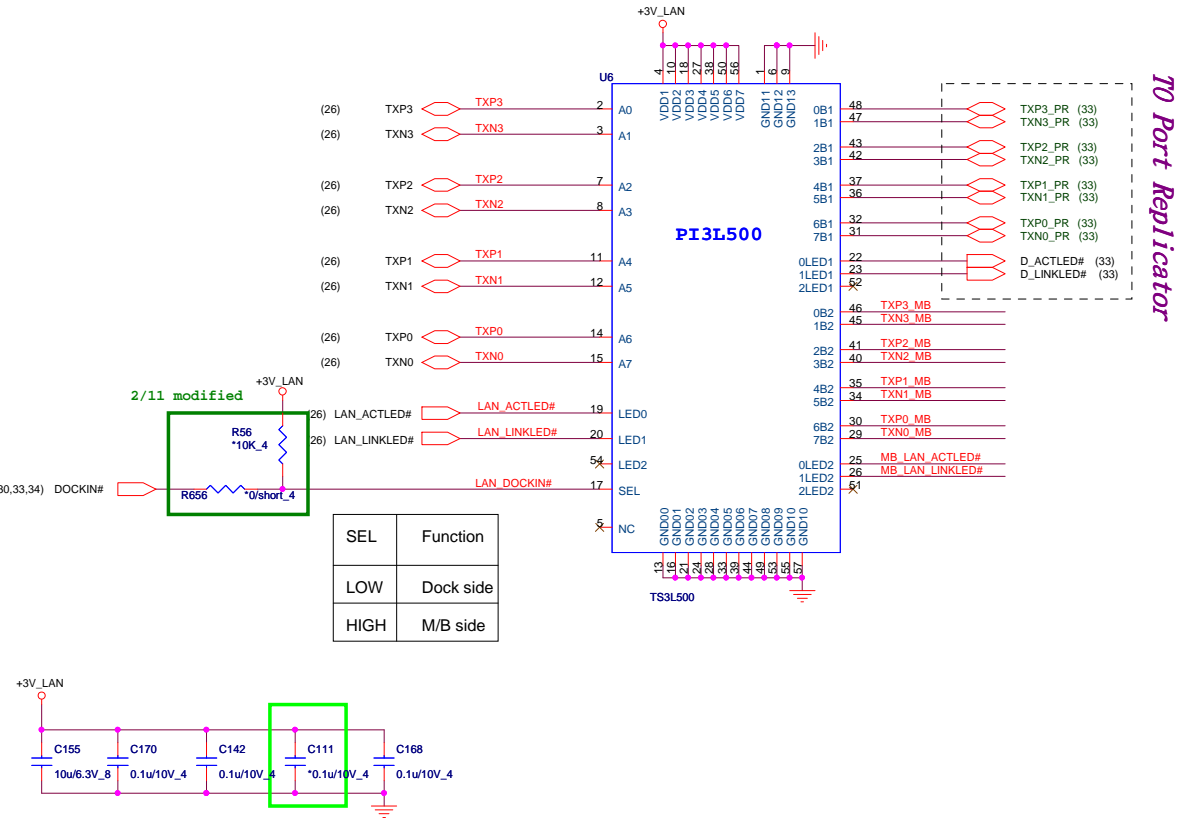 +3V_LAN
U6
4
10
18
27
38
50
56
1
6
9
VDD1
VDD2
VDD3
VDD4
VDD5
VDD6
VDD7
GND11
GND12
GND13
TO Port Replicator
(26) TXP3 TXP3 2 A0
(26) TXN3 TXN3 3 A1
(26) TXP2 TXP2 7 A2
(26) TXN2 TXN2 8 A3
(26) TXP1 TXP1 11 A4
(26) TXN1 TXN1 12 A5
(26) TXP0 TXP0 14 A6
(26) TXN0 TXN0 15 A7
26) LAN_ACTLED# LAN_ACTLED# 19 LED0
26) LAN_LINKLED# LAN_LINKLED# 20 LED1
54 LED2
30,33,34) DOCKIN# LAN_DOCKIN# 17 SEL
5 NC
PI3L500
0B1 48 TXP3_PR (33)
1B1 47 TXN3_PR (33)
2B1 43 TXP2_PR (33)
3B1 42 TXN2_PR (33)
4B1 37 TXP1_PR (33)
5B1 36 TXN1_PR (33)
6B1 32 TXP0_PR (33)
7B1 31 TXN0_PR (33)
0LED1 22 D_ACTLED# (33)
1LED1 23 D_LINKLED# (33)
2LED1 52
0B2 46 TXP3_MB
1B2 45 TXN3_MB
2B2 41 TXP2_MB
3B2 40 TXN2_MB
4B2 35 TXP1_MB
5B2 34 TXN1_MB
6B2 30 TXP0_MB
7B2 29 TXN0_MB
0LED2 25 MB_LAN_ACTLED#
1LED2 26 MB_LAN_LINKLED#
2LED2 51
+3V_LAN
2/11 modified
R56
*10K_4
R656 *0/short_4
GND00
GND01
GND02
GND03
GND04
GND05
GND06
GND07
GND08
GND09
GND10
GND10
13
16
21
24
28
33
39
44
49
53
55
57
TS3L500
SEL Function
LOW Dock side
HIGH M/B side
+3V_LAN
C155
10u/6.3V_8
C170
0.1u/10V_4
C142
0.1u/10V_4
C111
*0.1u/10V_4
C168
0.1u/10V_4